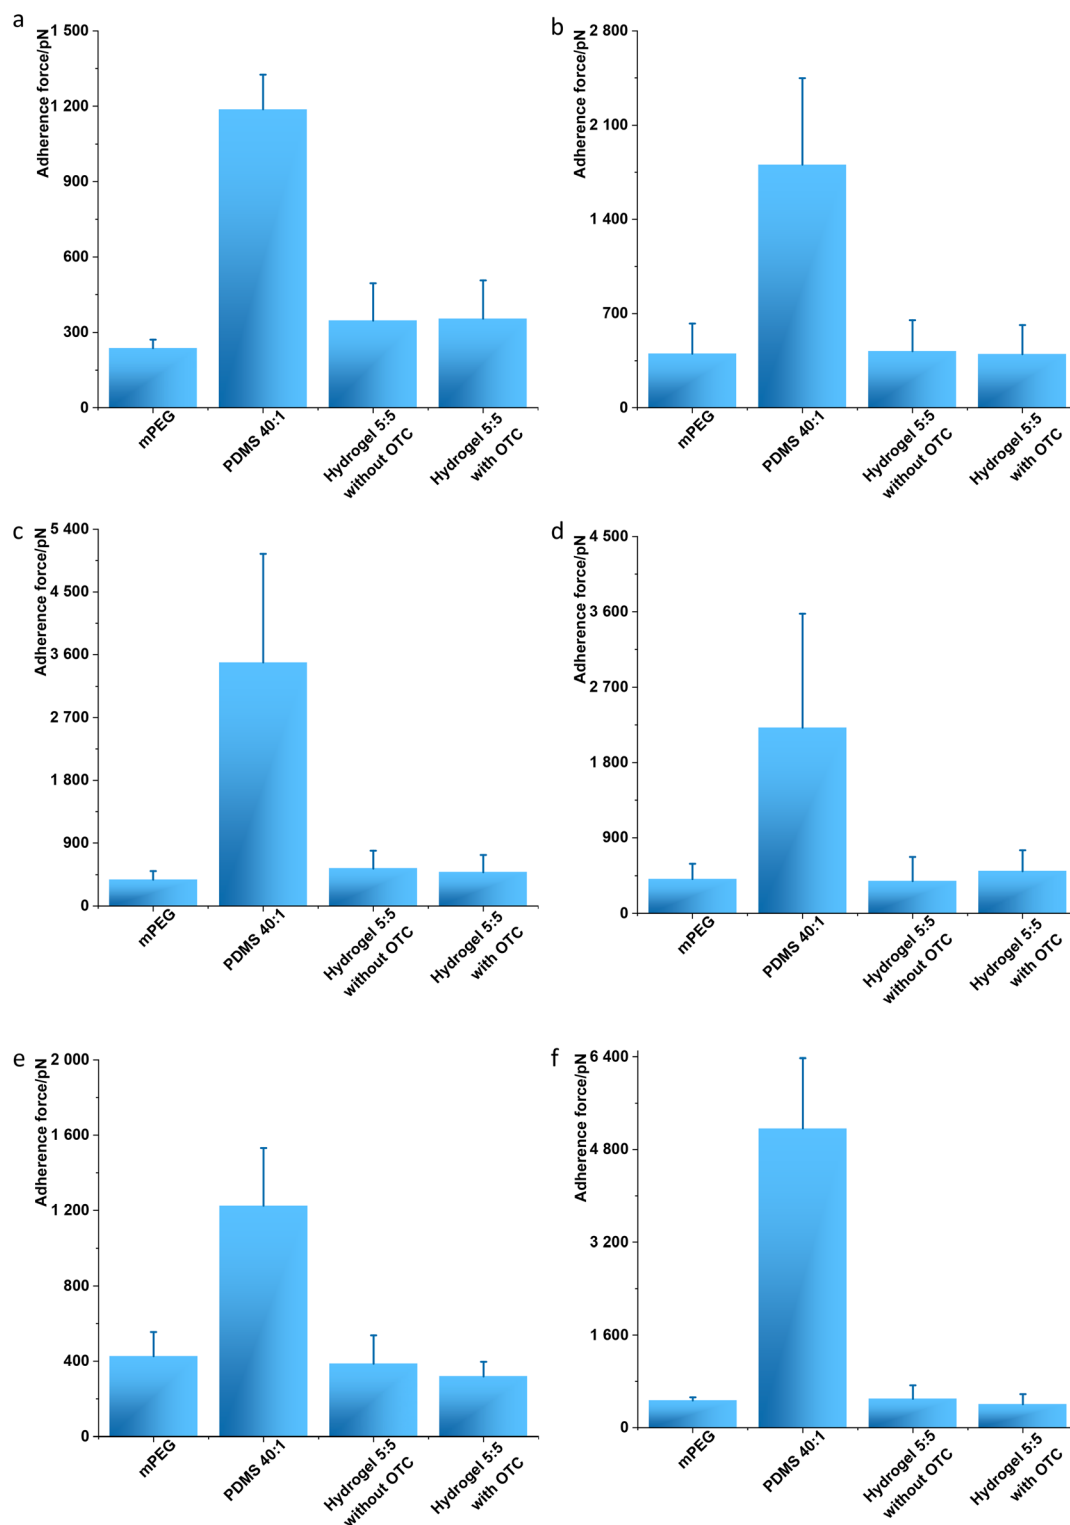 a
Adherence force/pN
1 500
1 200
900
600
300
0
mPEG
PDMS 40:1
Hydrogel 5:5
without OTC
Hydrogel 5:5
with OTC
b
Adherence force/pN
2 800
2 100
1 400
700
0
mPEG
PDMS 40:1
Hydrogel 5:5
without OTC
Hydrogel 5:5
with OTC
c
Adherence force/pN
5 400
4 500
3 600
2 700
1 800
900
0
mPEG
PDMS 40:1
Hydrogel 5:5
without OTC
Hydrogel 5:5
with OTC
d
Adherence force/pN
4 500
3 600
2 700
1 800
900
0
mPEG
PDMS 40:1
Hydrogel 5:5
without OTC
Hydrogel 5:5
with OTC
e
Adherence force/pN
2 000
1 600
1 200
800
400
0
mPEG
PDMS 40:1
Hydrogel 5:5
without OTC
Hydrogel 5:5
with OTC
f
Adherence force/pN
6 400
4 800
3 200
1 600
0
mPEG
PDMS 40:1
Hydrogel 5:5
without OTC
Hydrogel 5:5
with OTC